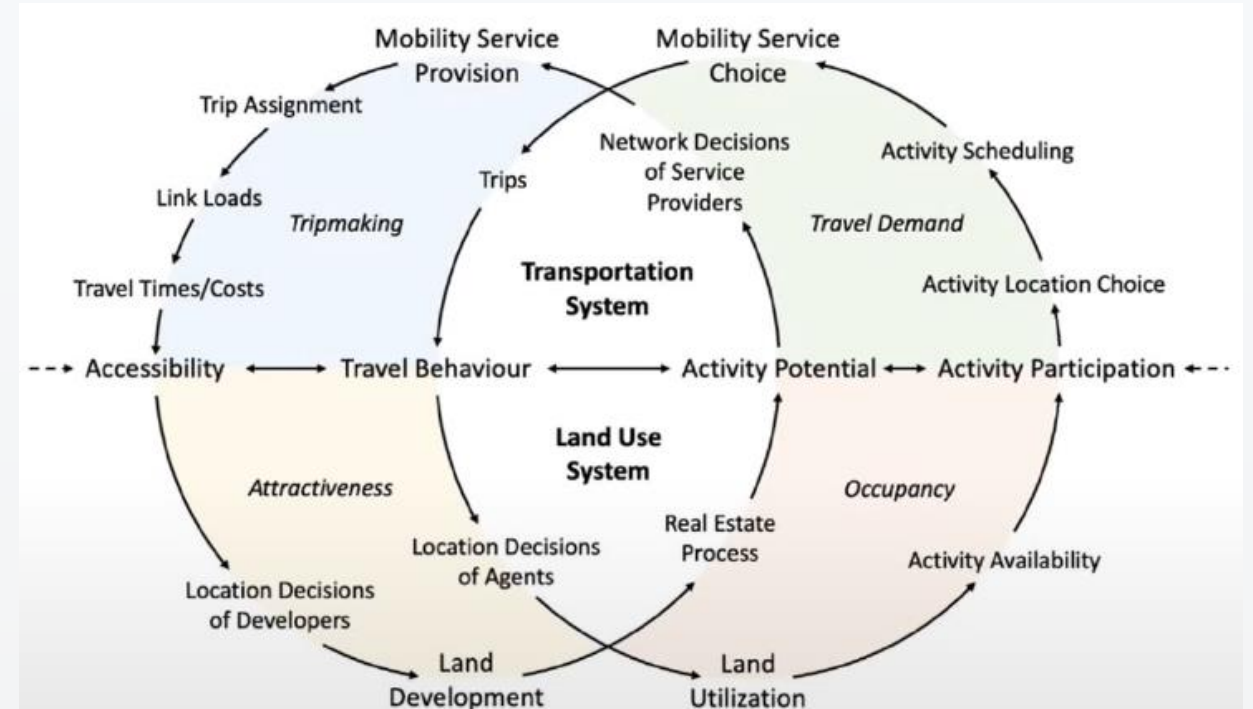 Mobility Service
Provision
Mobility Service
Choice
Trip Assignment
Network Decisions
of Service
Providers
Activity Scheduling
Link Loads
Trips
Tripmaking
Travel Demand
Transportation
System
Travel Times/Costs
Activity Location Choice
Accessibility
Travel Behaviour
Activity Potential
Activity Participation
Land Use
System
Attractiveness
Occupancy
Location Decisions
of Agents
Real Estate
Process
Activity Availability
Location Decisions
of Developers
Land
Development
Land
Utilization